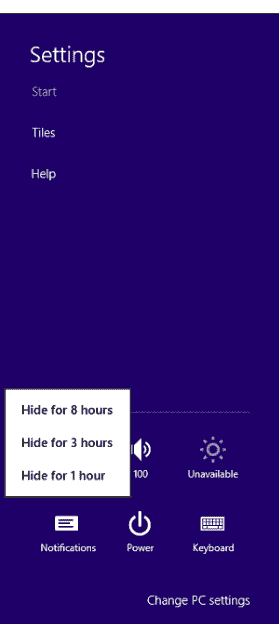 Settings
Start
Tiles
Help
Hide for 8 hours
Hide for 3 hours
Hide for 1 hour
100
Unavailable
Notifications
Power
Keyboard
Change PC settings